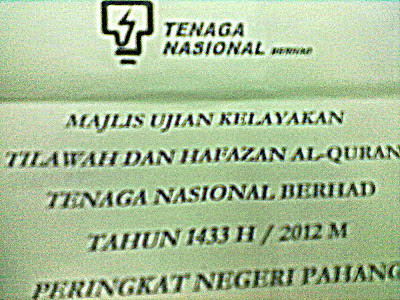 TENAGA
NASIONAL BERHAD
MAJLIS UJIAN KELAYAKAN
TILAWAH DAN HAFAZAN AL-QURAN
TENAGA NASIONAL BERHAD
TAHUN 1433 H / 2012 M
PERINGKAT NEGERI PAHANG